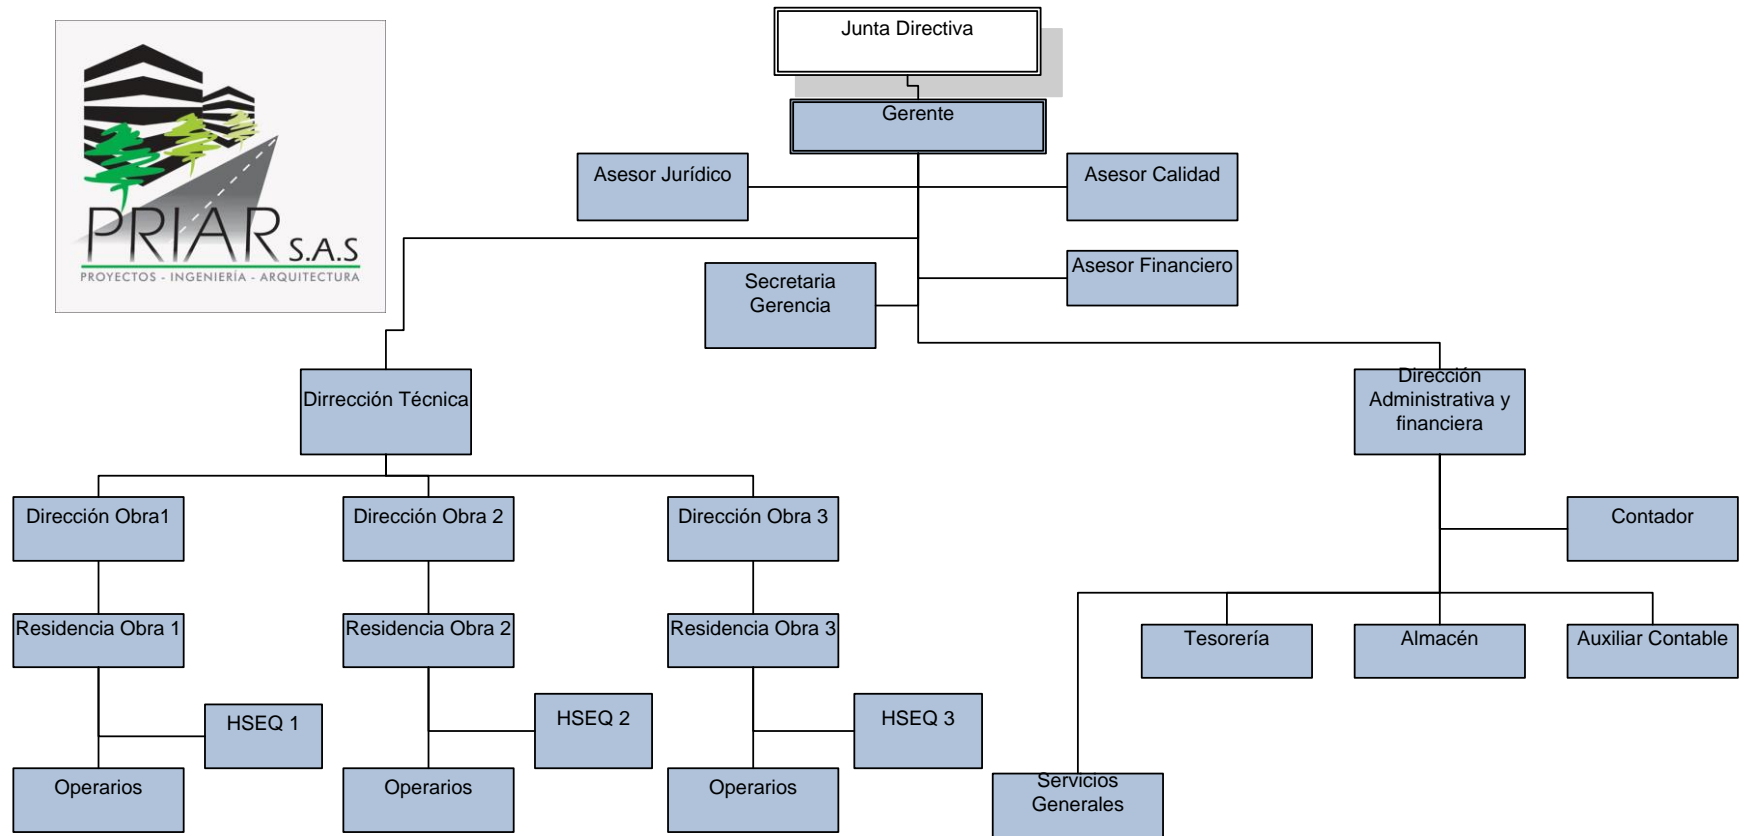 Junta Directiva
Gerente
Asesor Jurídico
Asesor Calidad
PRIAR S.A.S
PROYECTOS - INGENIERÍA - ARQUITECTURA
Secretaria
Gerencia
Asesor Financiero
Dirrección Técnica
Dirección
Administrativa y
financiera
Dirección Obra1
Dirección Obra 2
Dirección Obra 3
Contador
Residencia Obra 1
Residencia Obra 2
Residencia Obra 3
Tesorería
Almacén
Auxiliar Contable
HSEQ 1
HSEQ 2
HSEQ 3
Operarios
Operarios
Operarios
Servicios
Generales